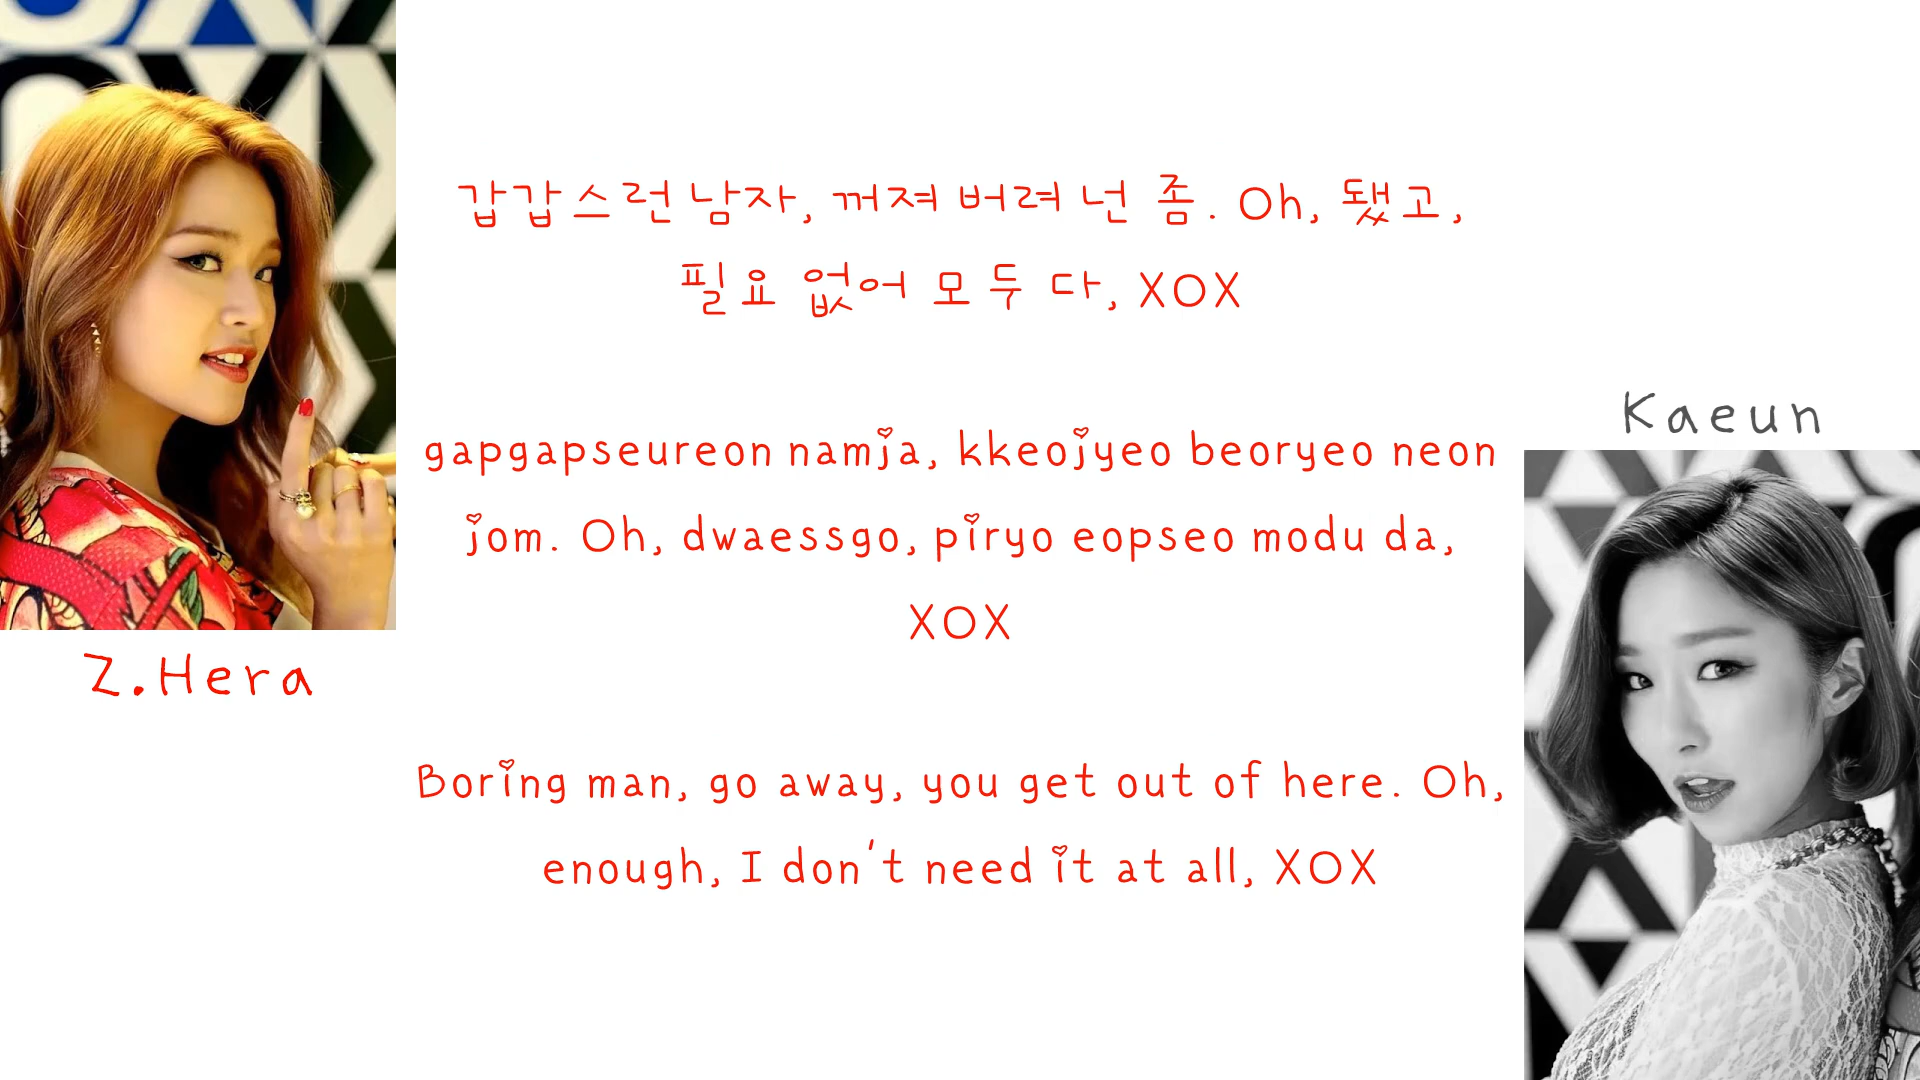 갑갑스런 남자, 꺼져 버려 넌 좀. Oh, 됐고,
필요 없어 모두 다, XOX
gapgapseureon namja, kkeojyeo beoryeo neon
jom. Oh, dwaessgo, piryo eopseo modu da,
XOX
Boring man, go away, you get out of here. Oh,
enough, I don't need it at all, XOX
Z.Hera
Kaeun